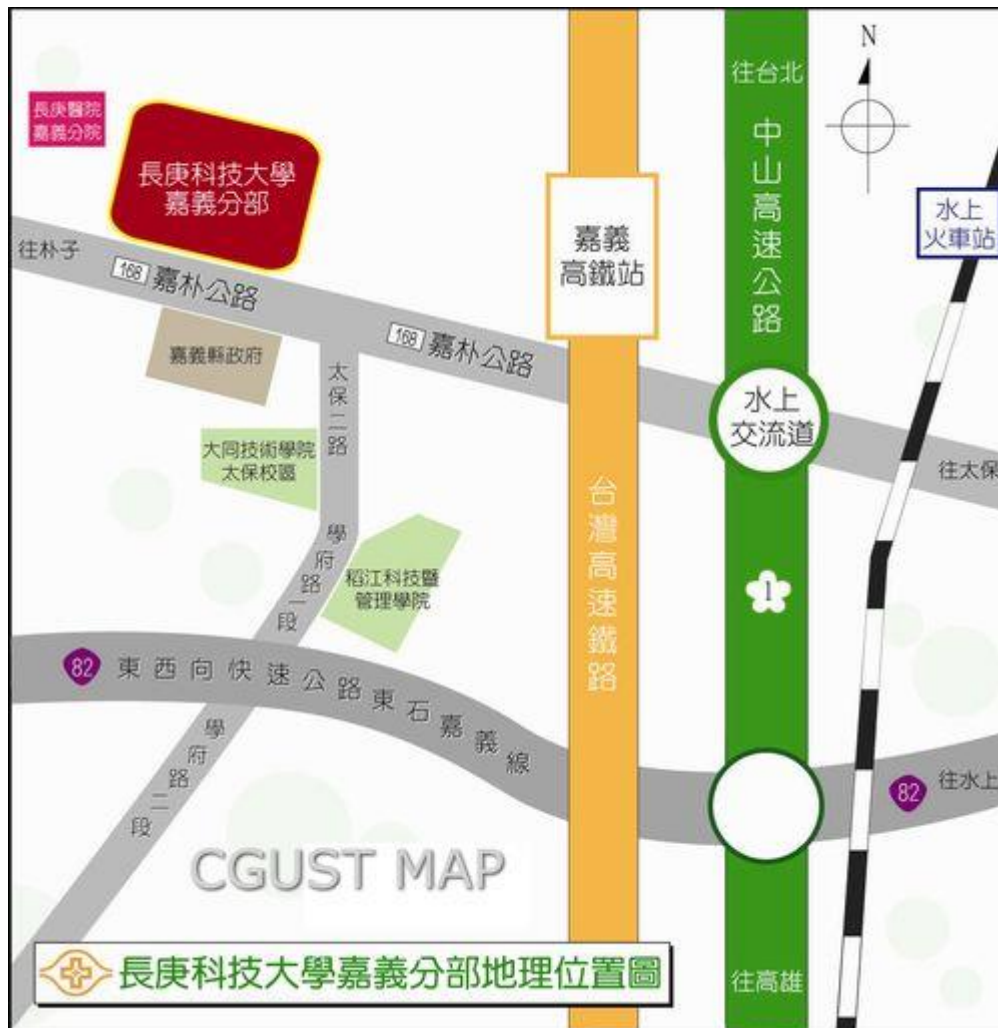 N
往台北
長庚醫院
嘉義分院
長庚科技大學
嘉義分部
中山高速公路
嘉義
高鐵站
水上
火車站
往朴子
168 嘉朴公路
168 嘉朴公路
嘉義縣政府
太保二路
水上
交流道
大同技術學院
太保校區
往太保
台灣高速鐵路
學府路一段
稻江科技暨
管理學院
1
82 東西向快速公路東石嘉義線
學府路二段
82 往水上
CGUST MAP
長庚科技大學嘉義分部地理位置圖
往高雄